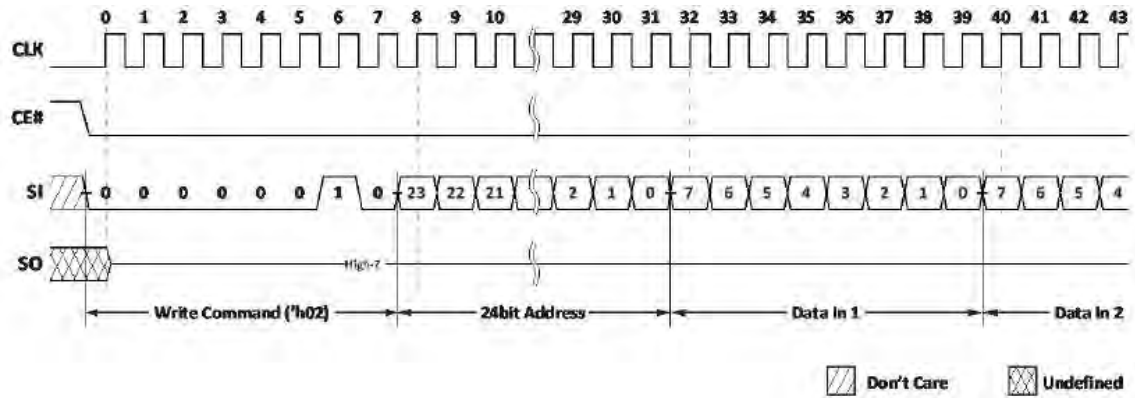 0 1 2 3 4 5 6 7 8 9 10 29 30 31 32 33 34 35 36 37 38 39 40 41 42 43
CLK
CE#
SI 0 0 0 0 0 0 1 0 23 22 21 2 1 0 7 6 5 4 3 2 1 0 7 6 5 4
SO High-Z
Write Command ('h02) 24bit Address Data In 1 Data In 2
Don't Care Undefined